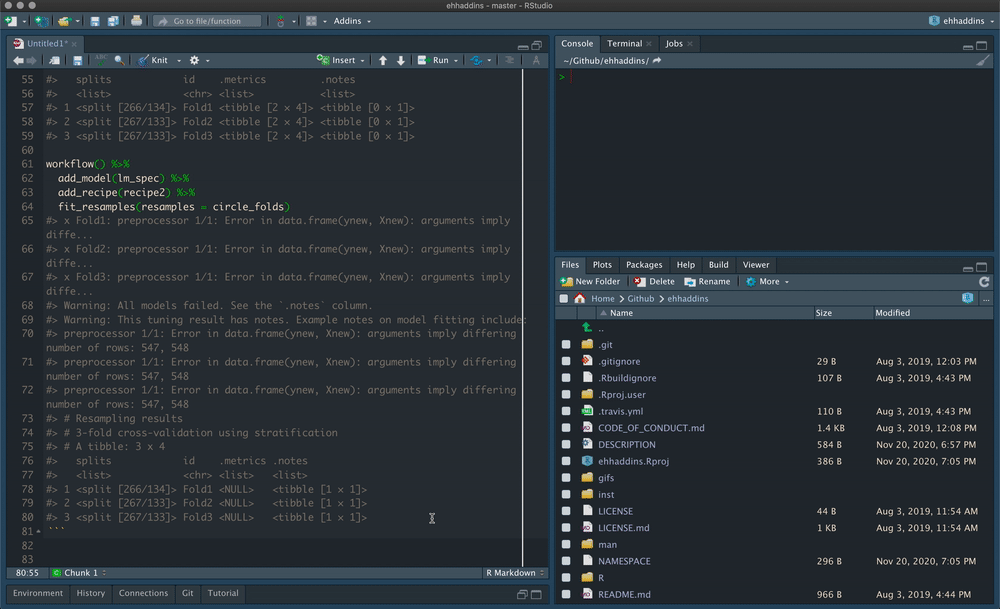 ehhaddins - master - RStudio
Go to file/function
Addins
ehhaddins
Untitled1*
ABC
Knit
Insert
Run
55 #>   splits            id    .metrics         .notes
56 #>   <list>            <chr> <list>           <list>
57 #> 1 <split [266/134]> Fold1 <tibble [2 × 4]> <tibble [0 × 1]>
58 #> 2 <split [267/133]> Fold2 <tibble [2 × 4]> <tibble [0 × 1]>
59 #> 3 <split [267/133]> Fold3 <tibble [2 × 4]> <tibble [0 × 1]>
60
61 workflow() %>%
62   add_model(lm_spec) %>%
63   add_recipe(recipe2) %>%
64   fit_resamples(resamples = circle_folds)
65 #> x Fold1: preprocessor 1/1: Error in data.frame(ynew, Xnew): arguments imply
diffe...
66 #> x Fold2: preprocessor 1/1: Error in data.frame(ynew, Xnew): arguments imply
diffe...
67 #> x Fold3: preprocessor 1/1: Error in data.frame(ynew, Xnew): arguments imply
diffe...
68 #> Warning: All models failed. See the `.notes` column.
69 #> Warning: This tuning result has notes. Example notes on model fitting include:
70 #> preprocessor 1/1: Error in data.frame(ynew, Xnew): arguments imply differing
number of rows: 547, 548
71 #> preprocessor 1/1: Error in data.frame(ynew, Xnew): arguments imply differing
number of rows: 547, 548
72 #> preprocessor 1/1: Error in data.frame(ynew, Xnew): arguments imply differing
number of rows: 547, 548
73 #> # Resampling results
74 #> # 3-fold cross-validation using stratification
75 #> # A tibble: 3 x 4
76 #>   splits            id    .metrics .notes
77 #>   <list>            <chr> <list>   <list>
78 #> 1 <split [266/134]> Fold1 <NULL>   <tibble [1 × 1]>
79 #> 2 <split [267/133]> Fold2 <NULL>   <tibble [1 × 1]>
80 #> 3 <split [267/133]> Fold3 <NULL>   <tibble [1 × 1]>
81 ```
82
83
80:55 Chunk 1 R Markdown
Environment History Connections Git Tutorial
Console Terminal Jobs
~/Github/ehhaddins/
>
Files Plots Packages Help Build Viewer
New Folder Delete Rename More
Home Github ehhaddins ...
Name Size Modified
..
.git
.gitignore 29 B Aug 3, 2019, 12:03 PM
.Rbuildignore 107 B Aug 3, 2019, 4:43 PM
.Rproj.user
.travis.yml 110 B Aug 3, 2019, 4:43 PM
CODE_OF_CONDUCT.md 1.4 KB Aug 3, 2019, 12:08 PM
DESCRIPTION 584 B Nov 20, 2020, 6:57 PM
ehhaddins.Rproj 386 B Nov 20, 2020, 7:05 PM
gifs
inst
LICENSE 44 B Aug 3, 2019, 11:54 AM
LICENSE.md 1 KB Aug 3, 2019, 11:54 AM
man
NAMESPACE 296 B Nov 20, 2020, 7:05 PM
R
README.md 966 B Aug 3, 2019, 4:44 PM